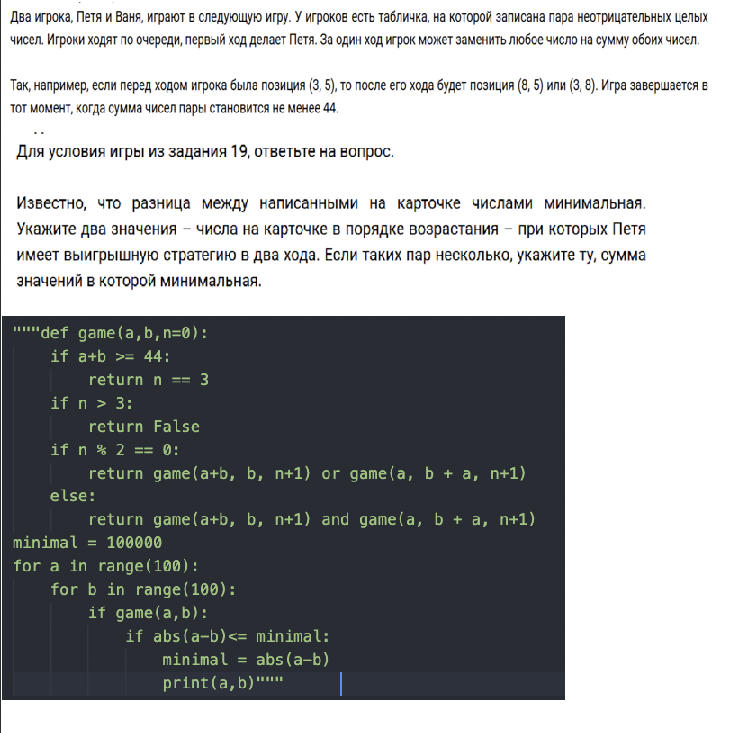 Два игрока, Петя и Ваня, играют в следующую игру. У игроков есть табличка, на которой записана пара неотрицательных целых
чисел. Игроки ходят по очереди, первый ход делает Петя. За один ход игрок может заменить любое число на сумму обоих чисел.
Так, например, если перед ходом игрока была позиция (3, 5), то после его хода будет позиция (8, 5) или (3, 8). Игра завершается в
тот момент, когда сумма чисел пары становится не менее 44.
Для условия игры из задания 19, ответьте на вопрос.
Известно, что разница между написанными на карточке числами минимальная.
Укажите два значения – числа на карточке в порядке возрастания – при которых Петя
имеет выигрышную стратегию в два хода. Если таких пар несколько, укажите ту, сумма
значений в которой минимальная.
"""def game(a,b,n=0):
    if a+b >= 44:
        return n == 3
    if n > 3:
        return False
    if n % 2 == 0:
        return game(a+b, b, n+1) or game(a, b + a, n+1)
    else:
        return game(a+b, b, n+1) and game(a, b + a, n+1)
minimal = 100000
for a in range(100):
    for b in range(100):
        if game(a,b):
            if abs(a-b)<= minimal:
                minimal = abs(a-b)
                print(a,b)"""